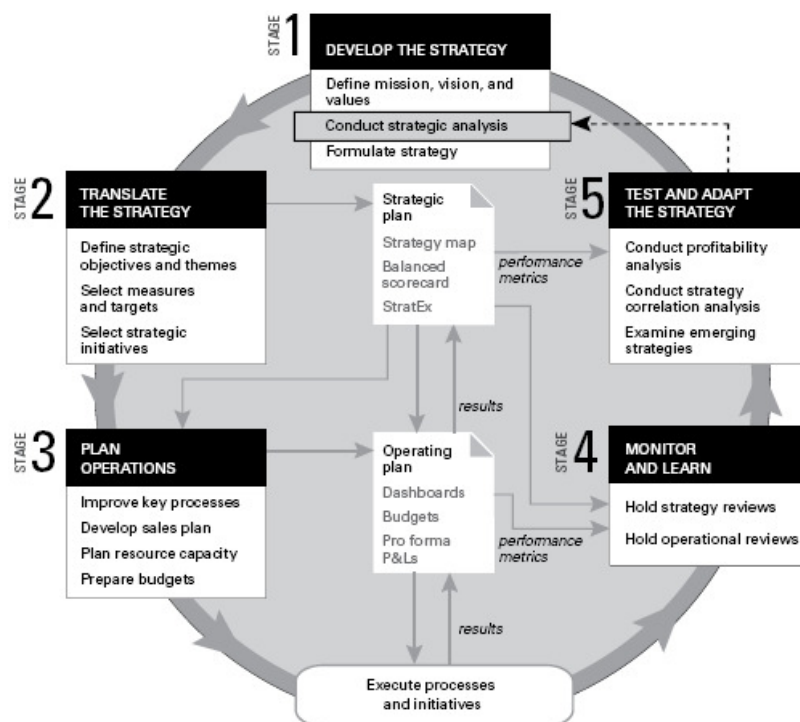 STAGE 1
DEVELOP THE STRATEGY
Define mission, vision, and
values
Conduct strategic analysis
Formulate strategy
STAGE 2
TRANSLATE
THE STRATEGY
Define strategic
objectives and themes
Select measures
and targets
Select strategic
initiatives
Strategic
plan
Strategy map
Balanced
scorecard
StratEx
performance
metrics
STAGE 5
TEST AND ADAPT
THE STRATEGY
Conduct profitability
analysis
Conduct strategy
correlation analysis
Examine emerging
strategies
results
STAGE 3
PLAN
OPERATIONS
Improve key processes
Develop sales plan
Plan resource capacity
Prepare budgets
Operating
plan
Dashboards
Budgets
Pro forma
P&Ls
performance
metrics
STAGE 4
MONITOR
AND LEARN
Hold strategy reviews
Hold operational reviews
results
Execute processes
and initiatives